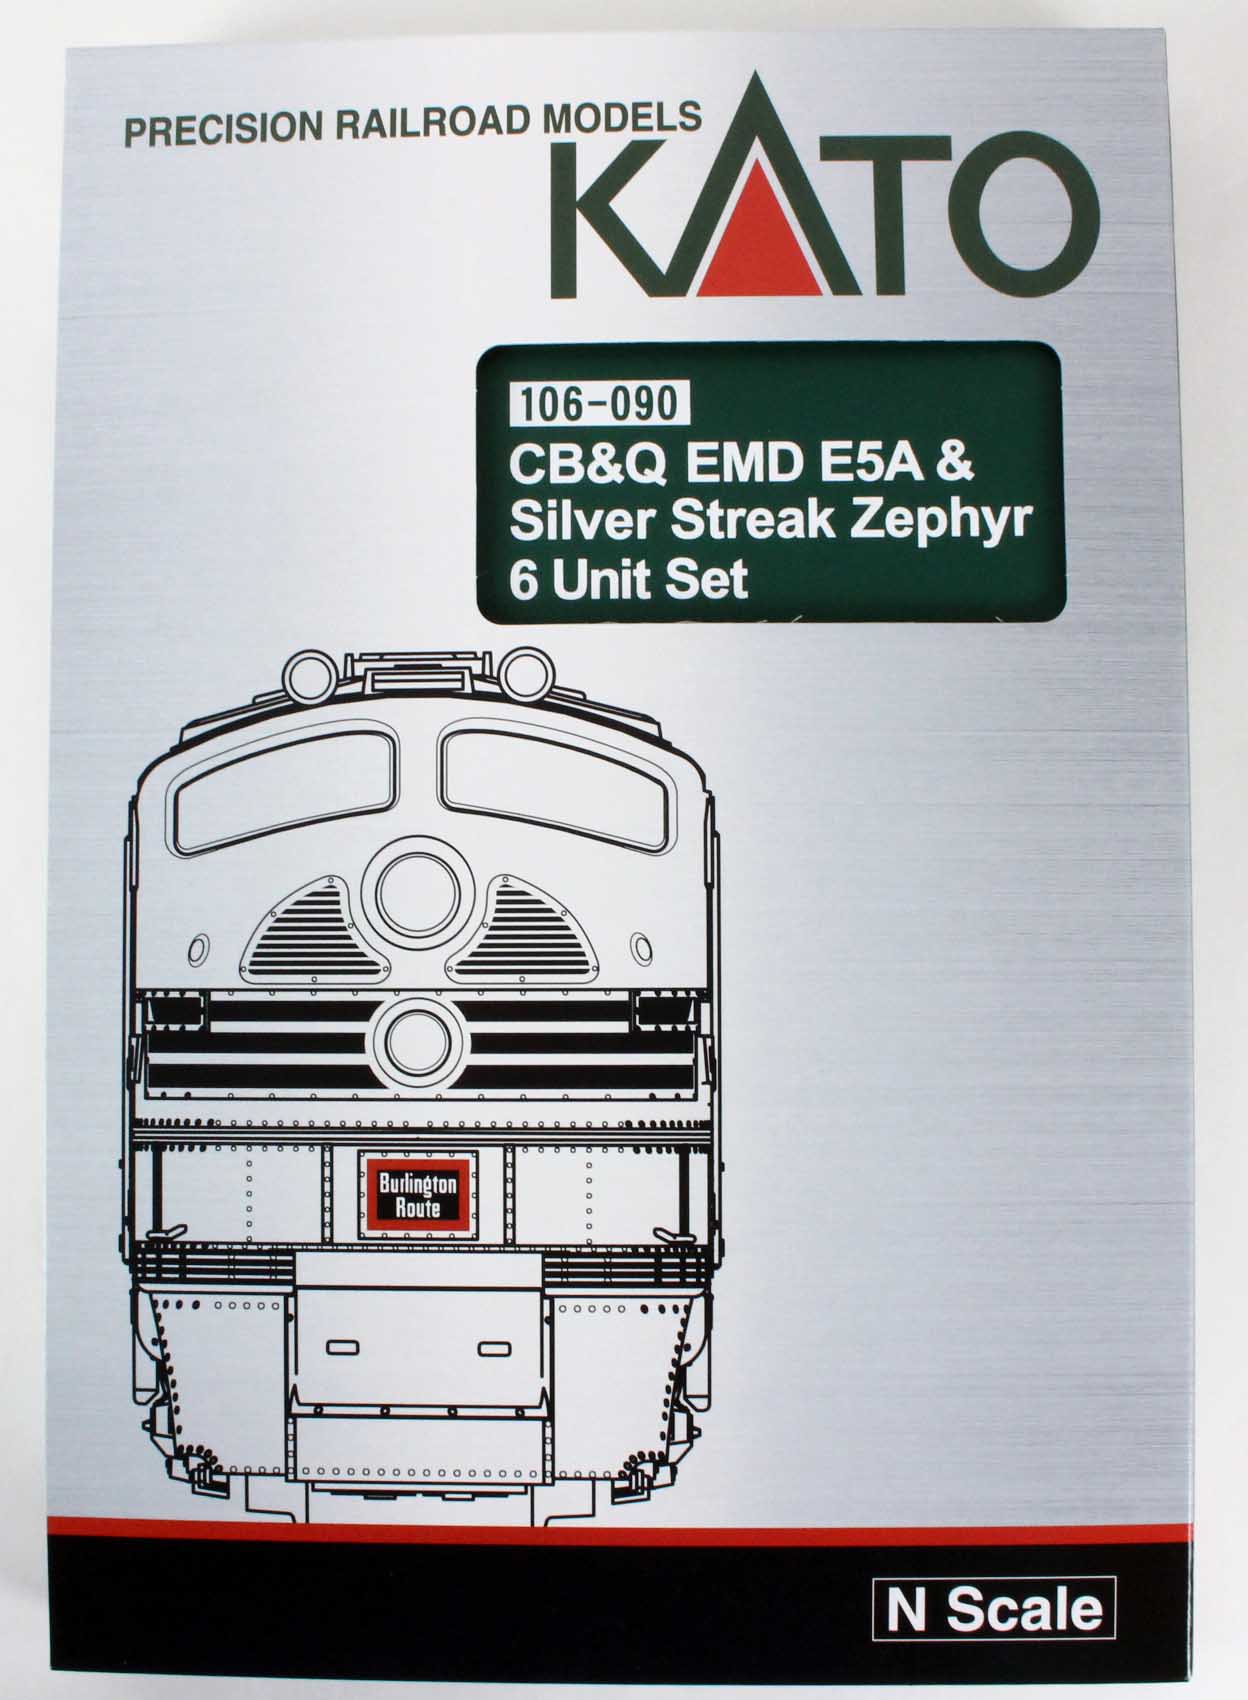 PRECISION RAILROAD MODELS
KATO
106-090
CB&Q EMD E5A &
Silver Streak Zephyr
6 Unit Set
Burlington
Route
N Scale